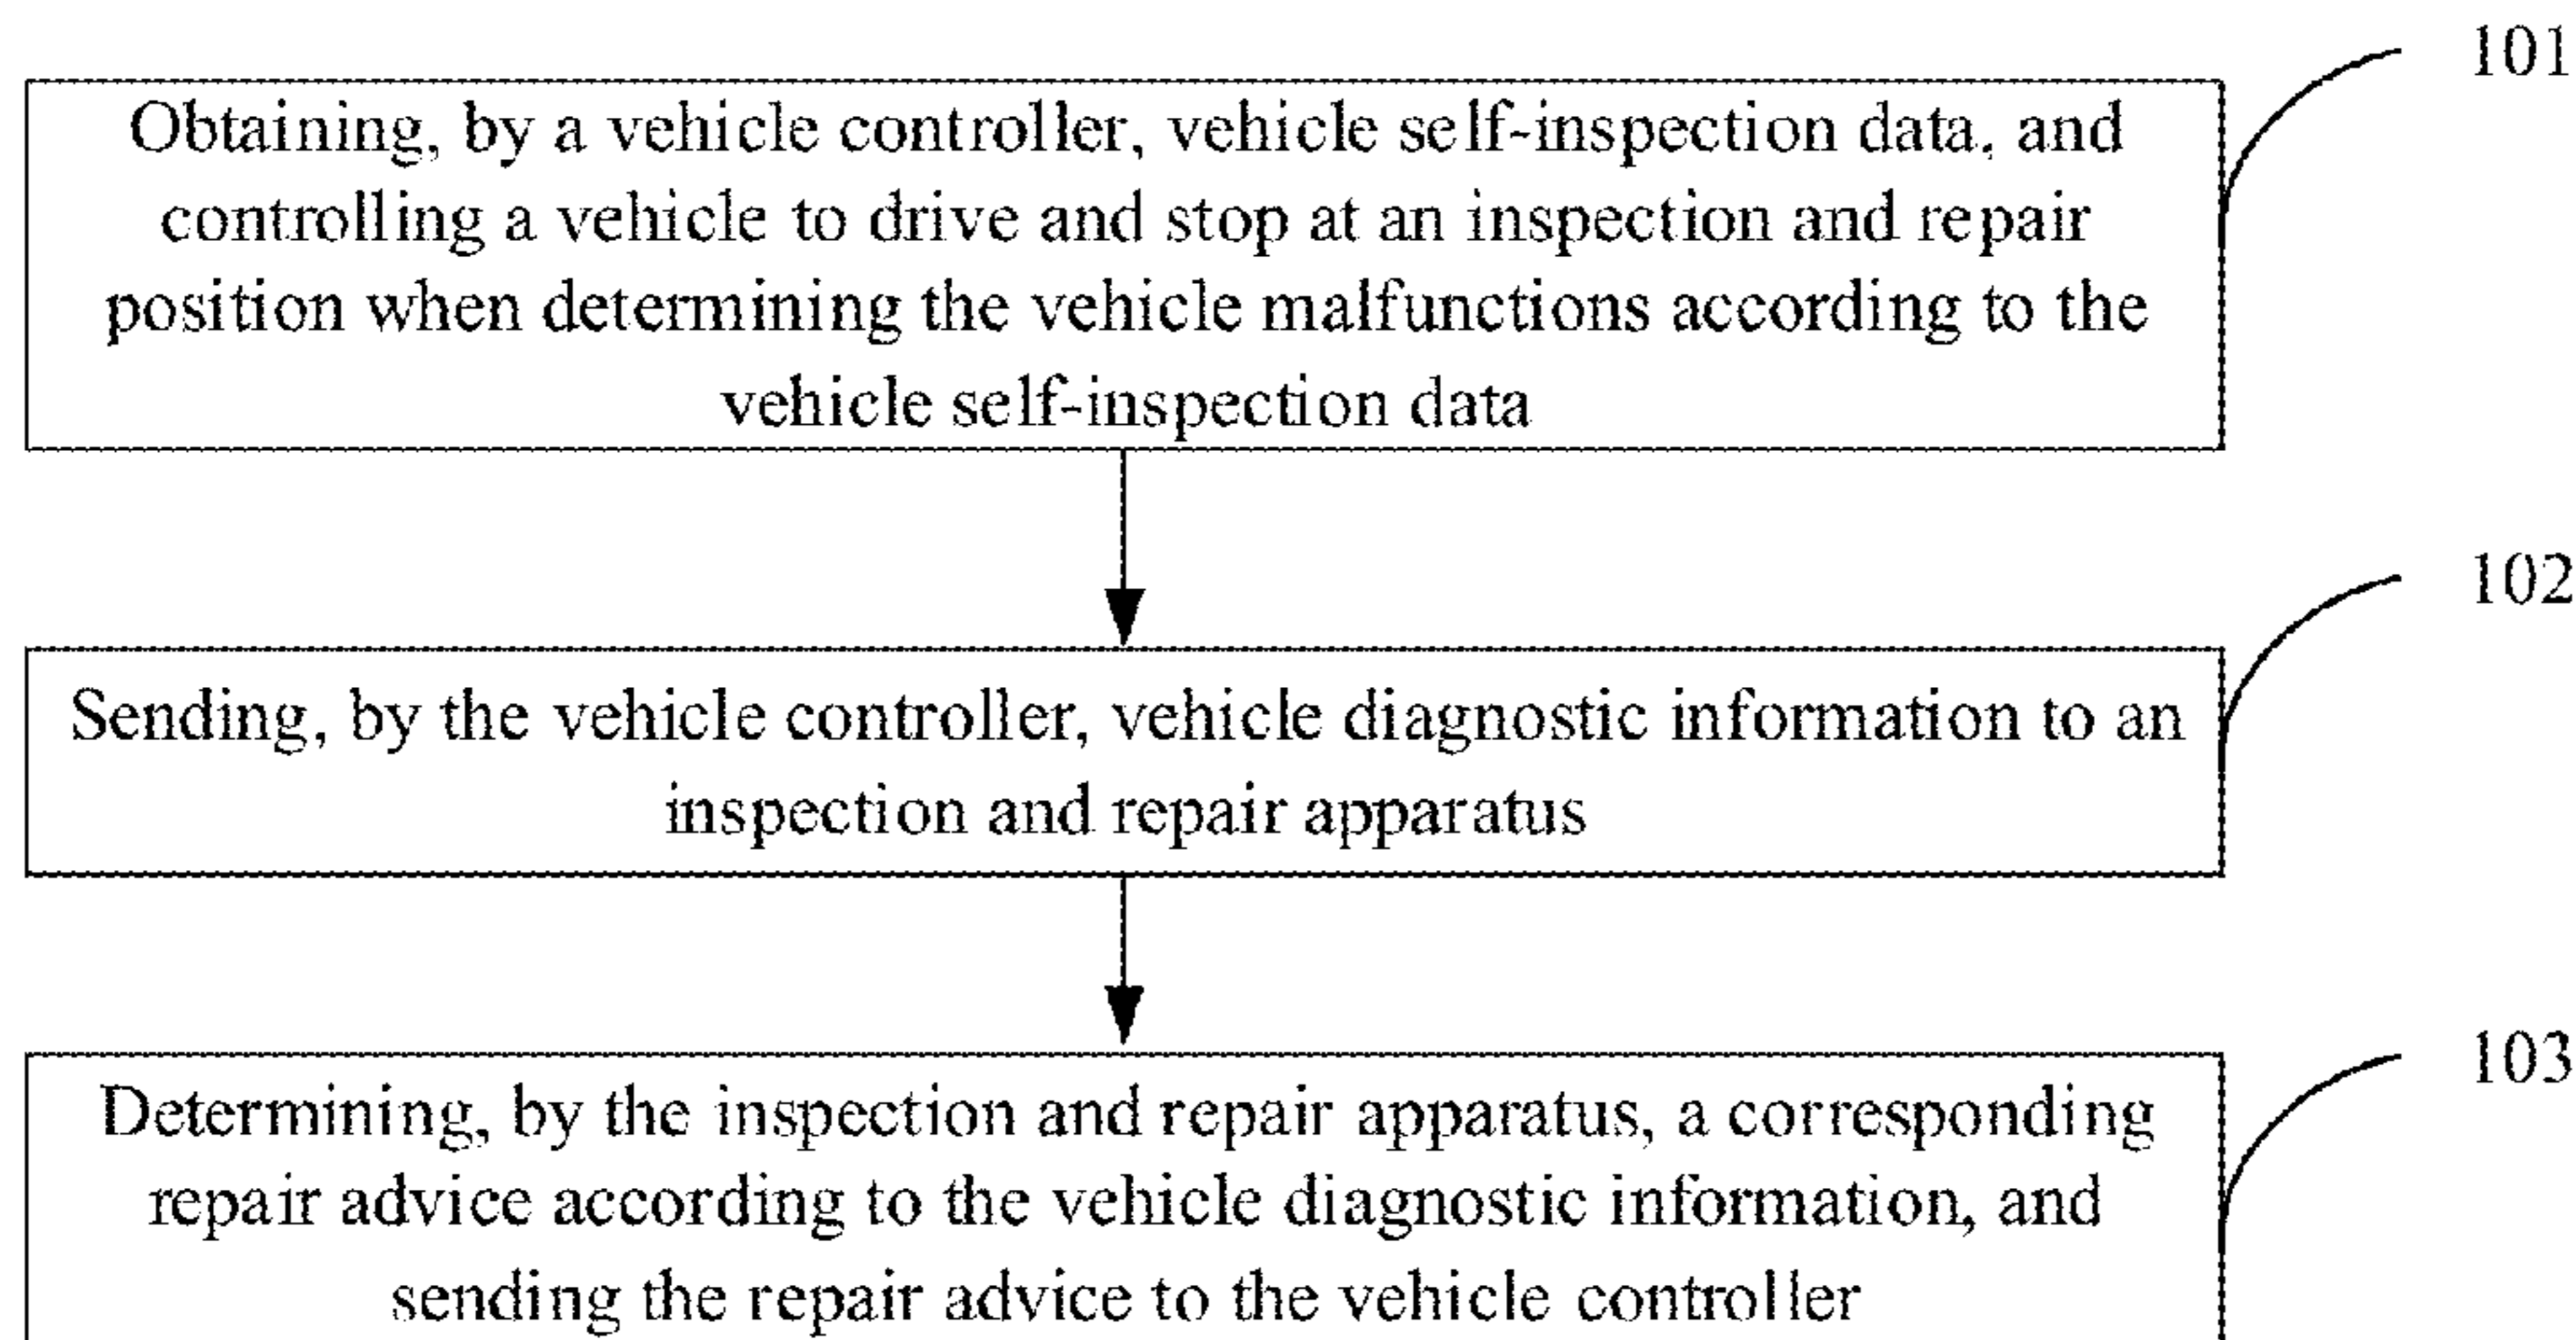 101
Obtaining, by a vehicle controller, vehicle self-inspection data, and
controlling a vehicle to drive and stop at an inspection and repair
position when determining the vehicle malfunctions according to the
vehicle self-inspection data
102
Sending, by the vehicle controller, vehicle diagnostic information to an
inspection and repair apparatus
103
Determining, by the inspection and repair apparatus, a corresponding
repair advice according to the vehicle diagnostic information, and
sending the repair advice to the vehicle controller